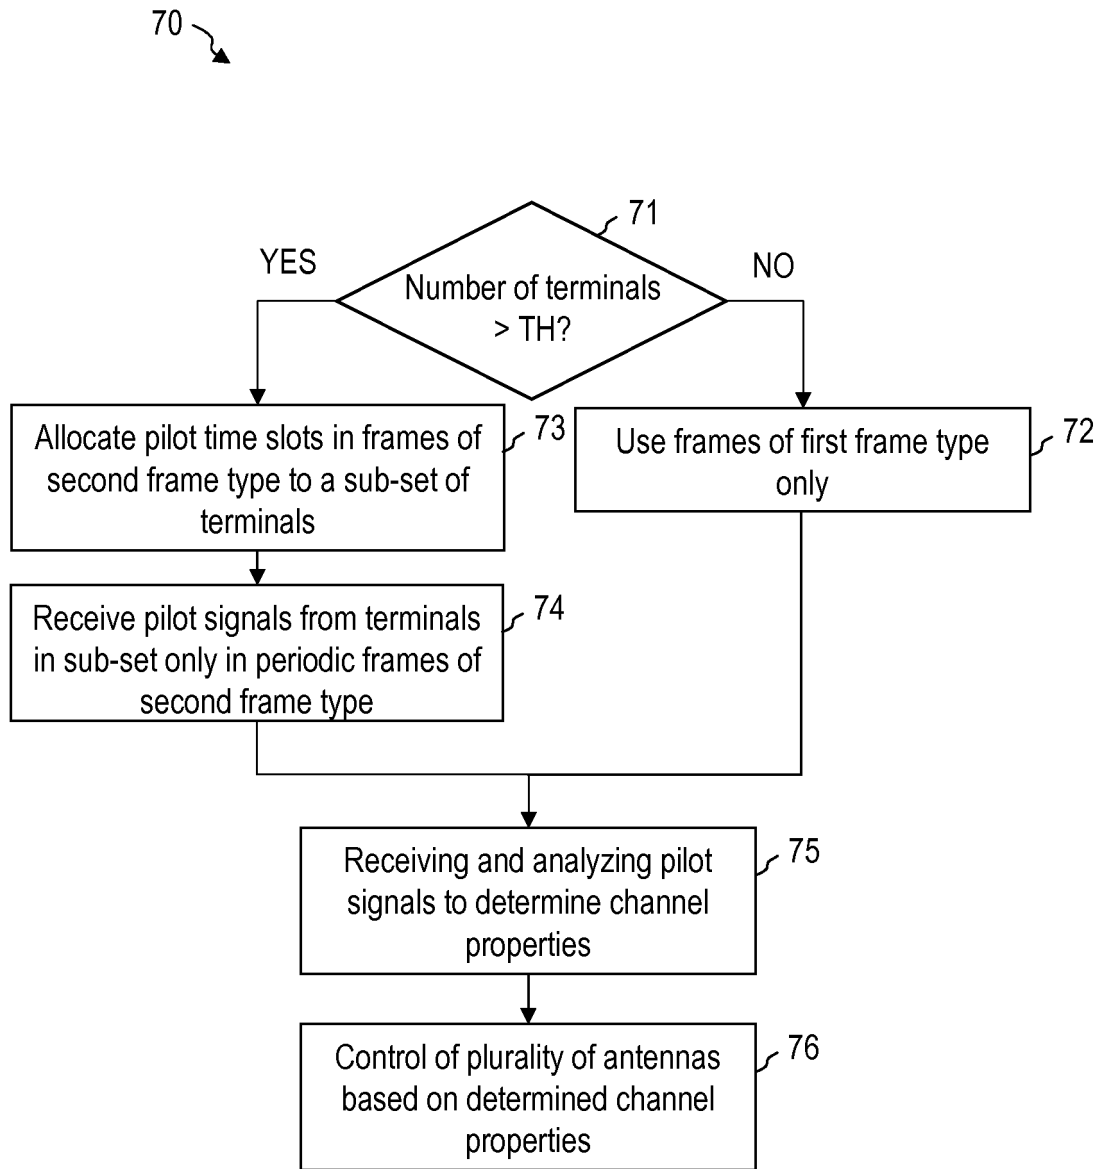 70
71
YES
NO
Number of terminals
> TH?
Allocate pilot time slots in frames of
second frame type to a sub-set of
terminals
73
Use frames of first frame type
only
72
Receive pilot signals from terminals
in sub-set only in periodic frames of
second frame type
74
Receiving and analyzing pilot
signals to determine channel
properties
75
Control of plurality of antennas
based on determined channel
properties
76